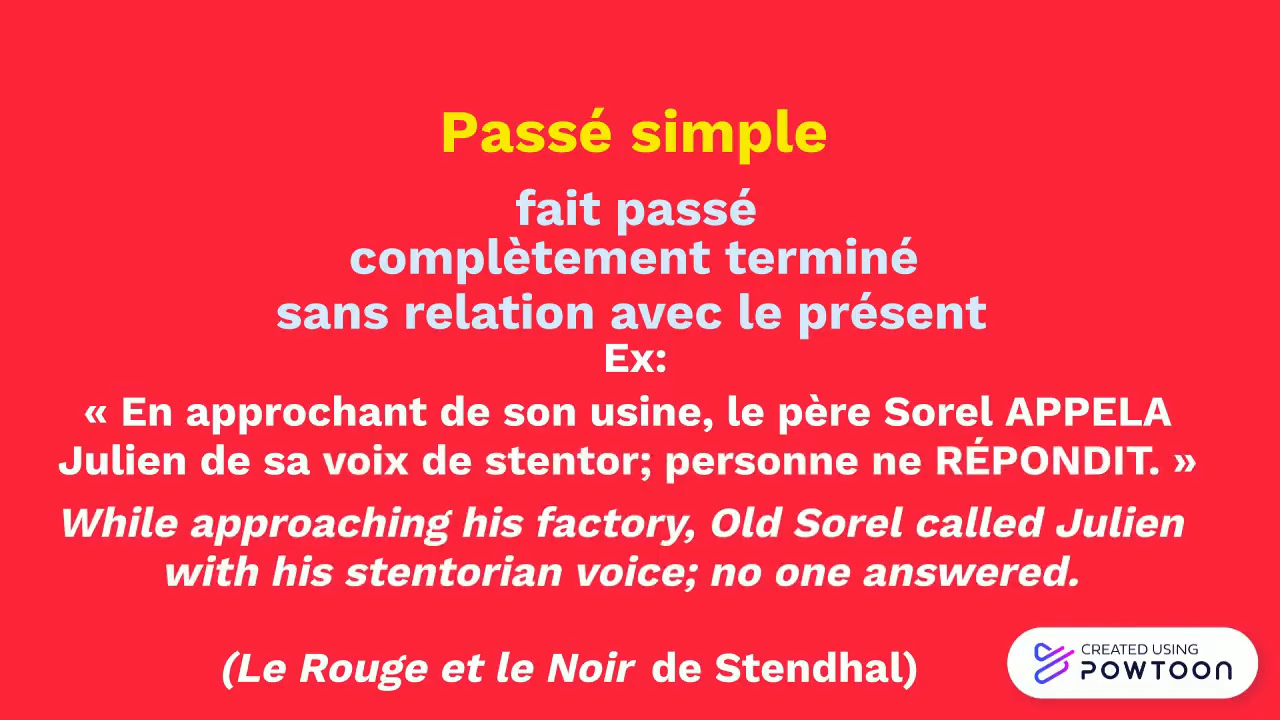 Passé simple
fait passé
complètement terminé
sans relation avec le présent
Ex:
« En approchant de son usine, le père Sorel APPELA
Julien de sa voix de stentor; personne ne RÉPONDIT. »
While approaching his factory, Old Sorel called Julien
with his stentorian voice; no one answered.
(Le Rouge et le Noir de Stendhal)
CREATED USING
POWTOON